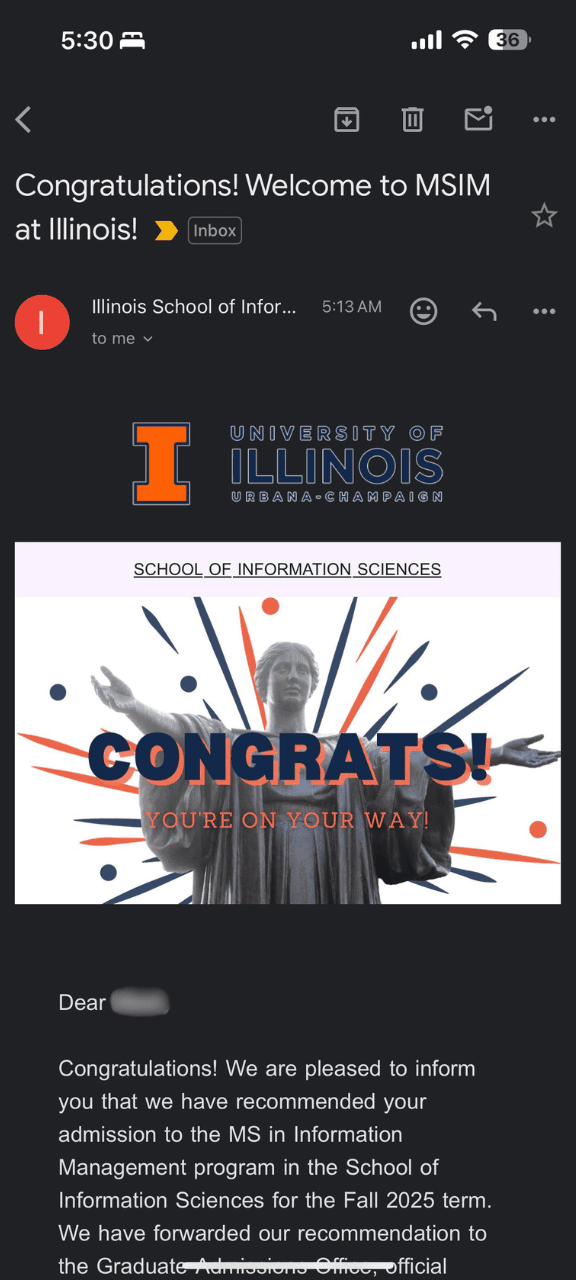 5:30
36
Congratulations! Welcome to MSIM
at Illinois!
Inbox
I
Illinois School of Infor...
5:13 AM
to me
UNIVERSITY OF
ILLINOIS
URBANA-CHAMPAIGN
SCHOOL OF INFORMATION SCIENCES
CONGRATS!
YOU'RE ON YOUR WAY!
Dear
Congratulations! We are pleased to inform
you that we have recommended your
admission to the MS in Information
Management program in the School of
Information Sciences for the Fall 2025 term.
We have forwarded our recommendation to
the Graduate Admissions Office; official